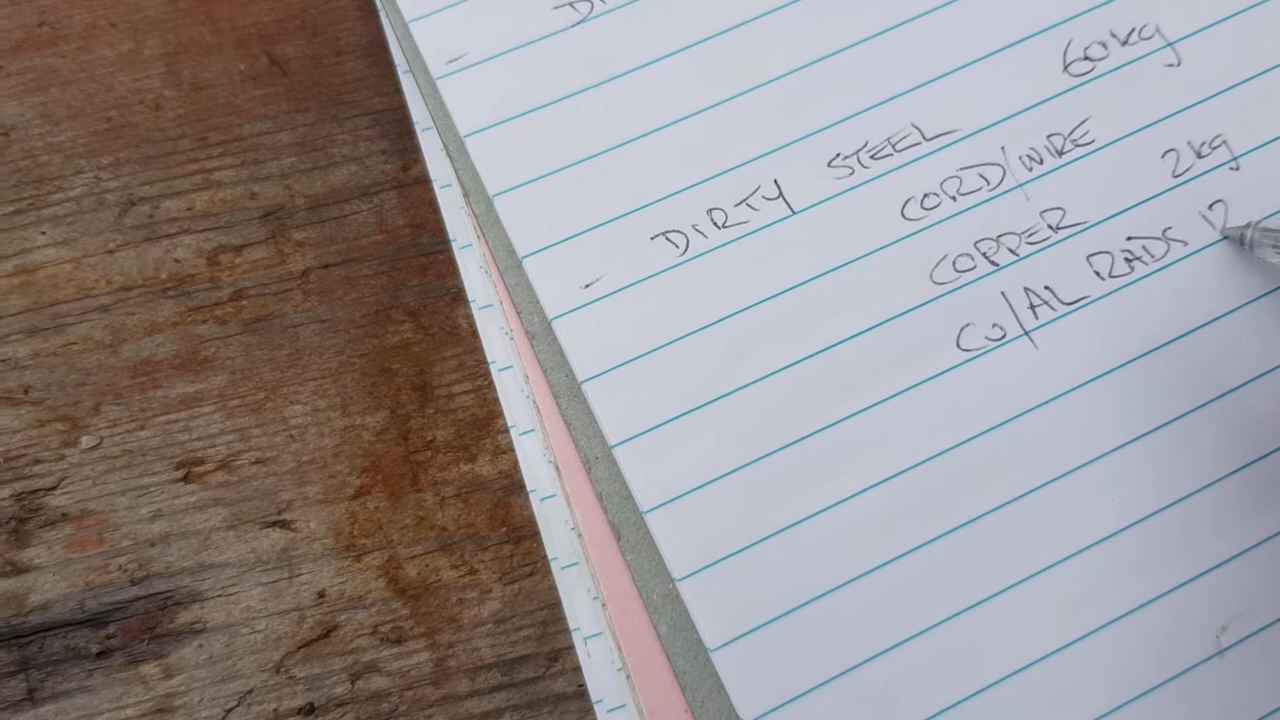 60kg
- DIRTY STEEL
CORD/WIRE
COPPER 2kg
CU/AL RADS 12